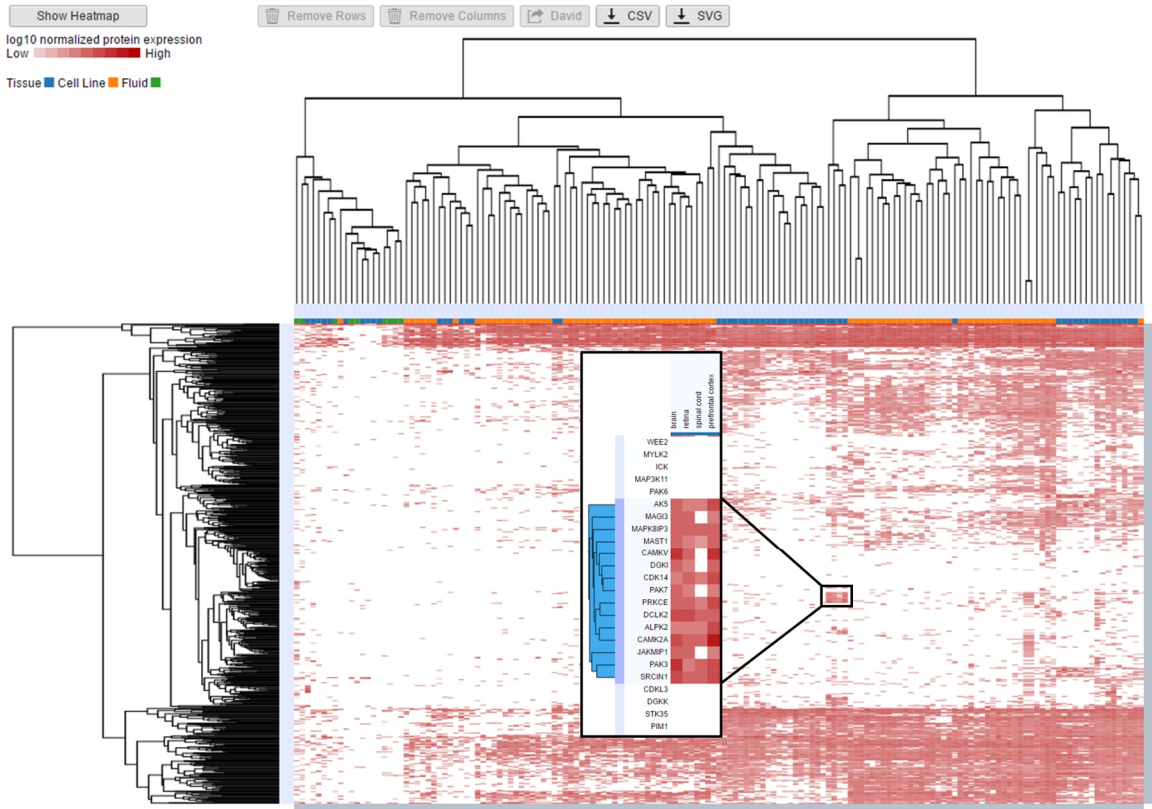 Show Heatmap
Remove Rows
Remove Columns
David
CSV
SVG
log10 normalized protein expression
Low High
Tissue Cell Line Fluid
brain
retina
spinal cord
prefrontal cortex
WEE2
MYLK2
ICK
MAP3K11
PAK6
AK5
MAGI3
MAPK8IP3
MAST1
CAMKV
DGKI
CDK14
PAK7
PRKCE
DCLK2
ALPK2
CAMK2A
JAKMIP1
PAK3
SRCIN1
CDKL3
DGKK
STK35
PIM1